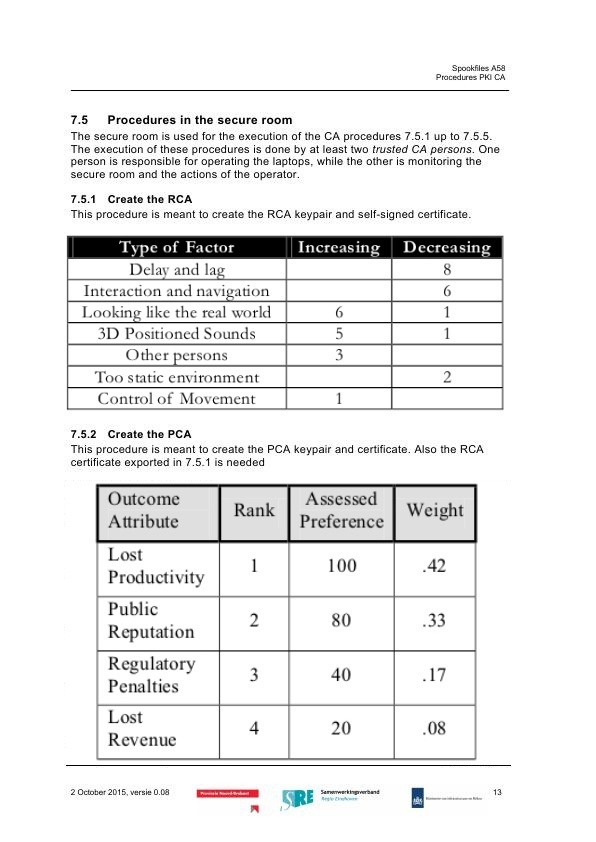 Spookfiles A58
Procedures PKI CA
7.5 Procedures in the secure room
The secure room is used for the execution of the CA procedures 7.5.1 up to 7.5.5.
The execution of these procedures is done by at least two trusted CA persons. One
person is responsible for operating the laptops, while the other is monitoring the
secure room and the actions of the operator.
7.5.1 Create the RCA
This procedure is meant to create the RCA keypair and self-signed certificate.
Type of Factor Increasing Decreasing
Delay and lag 8
Interaction and navigation 6
Looking like the real world 6 1
3D Positioned Sounds 5 1
Other persons 3
Too static environment 2
Control of Movement 1
7.5.2 Create the PCA
This procedure is meant to create the PCA keypair and certificate. Also the RCA
certificate exported in 7.5.1 is needed
Outcome
Attribute
Rank
Assessed
Preference
Weight
Lost
Productivity
1 100 .42
Public
Reputation
2 80 .33
Regulatory
Penalties
3 40 .17
Lost
Revenue
4 20 .08
2 October 2015, versie 0.08
Provincie Noord-Brabant
SRE
Samenwerkingsverband
Regio Eindhoven
13